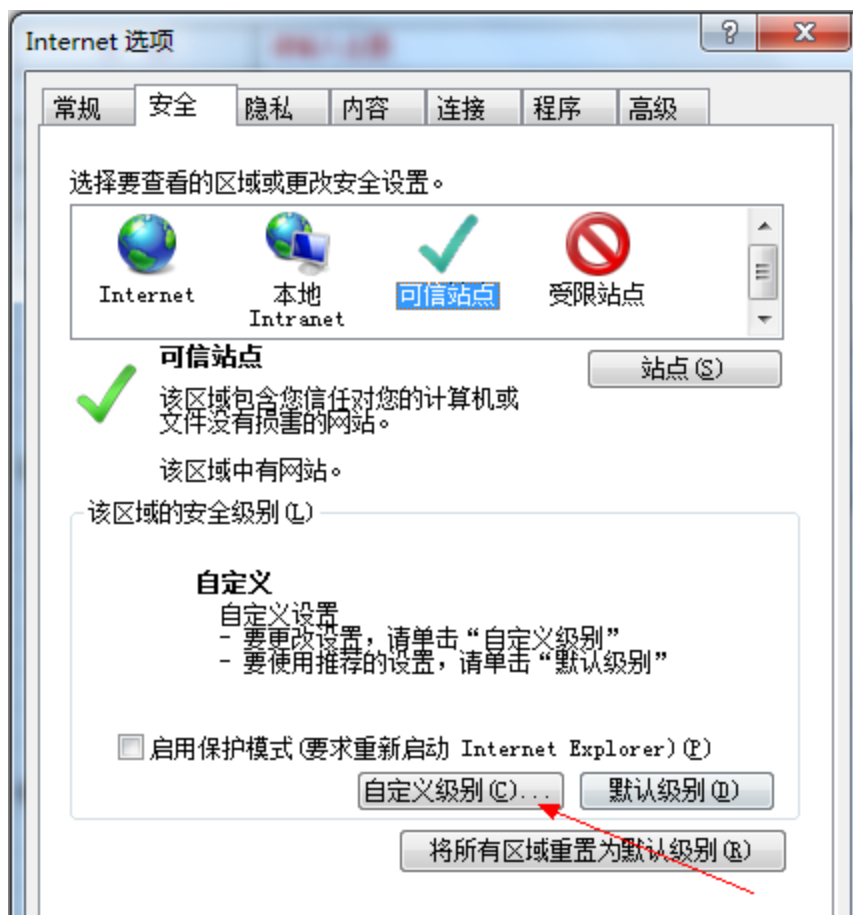 Internet 选项
常规 安全 隐私 内容 连接 程序 高级
选择要查看的区域或更改安全设置。
Internet 本地 可信站点 受限站点
Intranet
可信站点
站点(S)
该区域包含您信任对您的计算机或
文件没有损害的网站。
该区域中有网站。
该区域的安全级别(L)
自定义
自定义设置
- 要更改设置，请单击“自定义级别”
- 要使用推荐的设置，请单击“默认级别”
启用保护模式(要求重新启动 Internet Explorer)(P)
自定义级别(C)... 默认级别(D)
将所有区域重置为默认级别(R)